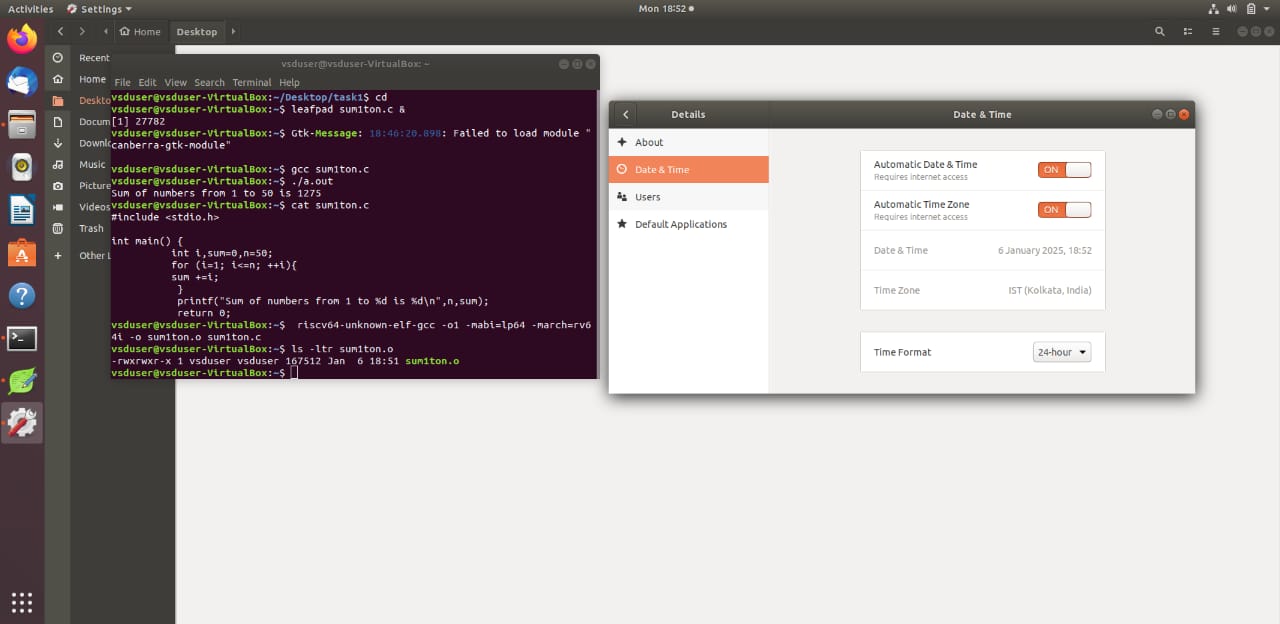 Activities
Settings
Mon 18:52
Home
Desktop
Recent
Home
Deskto
Docum
Downlo
Music
Picture
Videos
Trash
Other L
vsduser@vsduser-VirtualBox: ~
File Edit View Search Terminal Help
vsduser@vsduser-VirtualBox:~/Desktop/task1$ cd
vsduser@vsduser-VirtualBox:~$ leafpad sum1ton.c &
[1] 27782
vsduser@vsduser-VirtualBox:~$ Gtk-Message: 18:46:20.898: Failed to load module "
canberra-gtk-module"
vsduser@vsduser-VirtualBox:~$ gcc sum1ton.c
vsduser@vsduser-VirtualBox:~$ ./a.out
Sum of numbers from 1 to 50 is 1275
vsduser@vsduser-VirtualBox:~$ cat sum1ton.c
#include <stdio.h>
int main() {
int i,sum=0,n=50;
for (i=1; i<=n; ++i){
sum +=i;
}
printf("Sum of numbers from 1 to %d is %d\n",n,sum);
return 0;
vsduser@vsduser-VirtualBox:~$  riscv64-unknown-elf-gcc -o1 -mabi=lp64 -march=rv6
4i -o sum1ton.o sum1ton.c
vsduser@vsduser-VirtualBox:~$ ls -ltr sum1ton.o
-rwxrwxr-x 1 vsduser vsduser 167512 Jan  6 18:51 sum1ton.o
vsduser@vsduser-VirtualBox:~$
Details
Date & Time
About
Date & Time
Users
Default Applications
Automatic Date & Time
Requires internet access
ON
Automatic Time Zone
Requires internet access
ON
Date & Time 6 January 2025, 18:52
Time Zone IST (Kolkata, India)
Time Format 24-hour